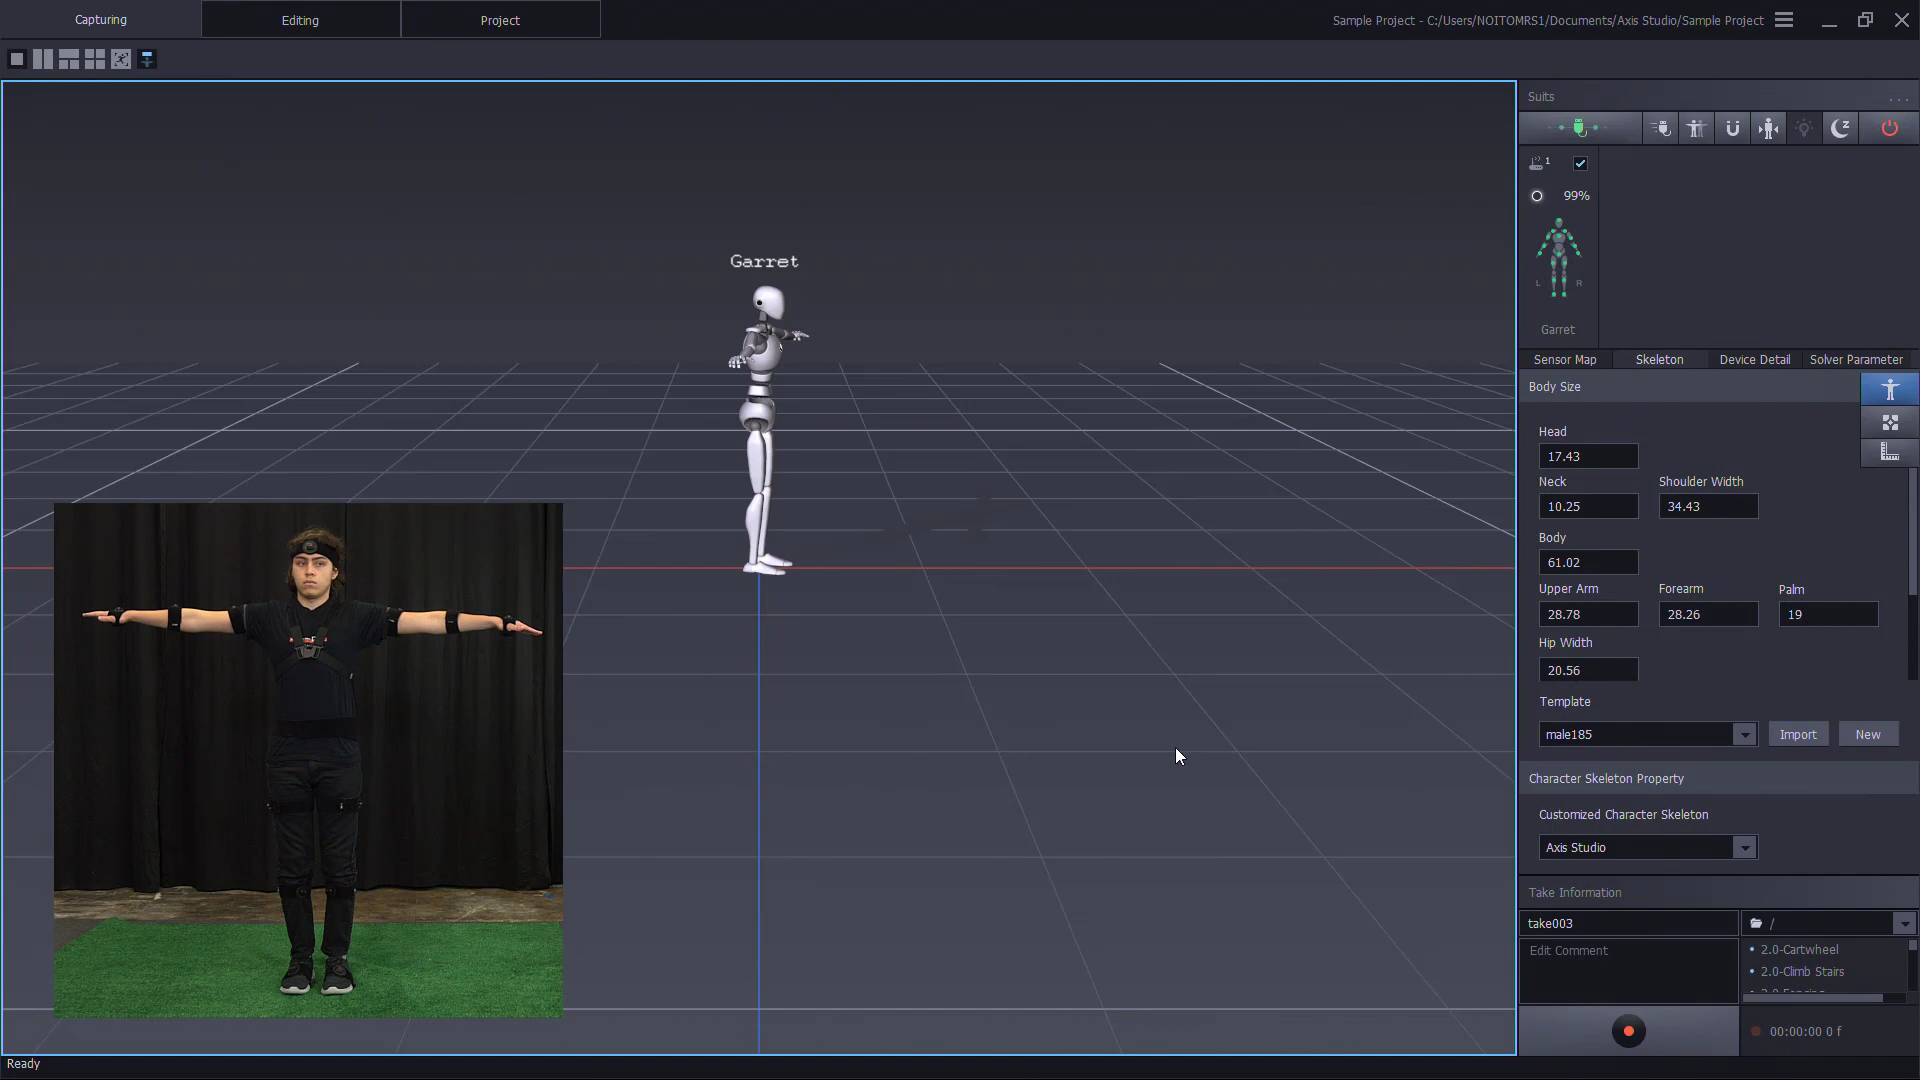 Capturing
Editing
Project
Sample Project - C:/Users/NOITOMRS1/Documents/Axis Studio/Sample Project
Suits
...
1
99%
L
R
Garret
Garret
Sensor Map
Skeleton
Device Detail
Solver Parameter
Body Size
Head
17.43
Neck
Shoulder Width
10.25
34.43
Body
61.02
Upper Arm
Forearm
Palm
28.78
28.26
19
Hip Width
20.56
Template
male185
Import
New
Character Skeleton Property
Customized Character Skeleton
Axis Studio
Take Information
take003
/
Edit Comment
• 2.0-Cartwheel
• 2.0-Climb Stairs
00:00:00 0 f
Ready